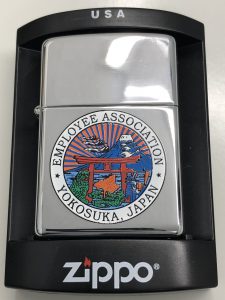 USA
EMPLOYEE ASSOCIATION
YOKOSUKA, JAPAN
zippo